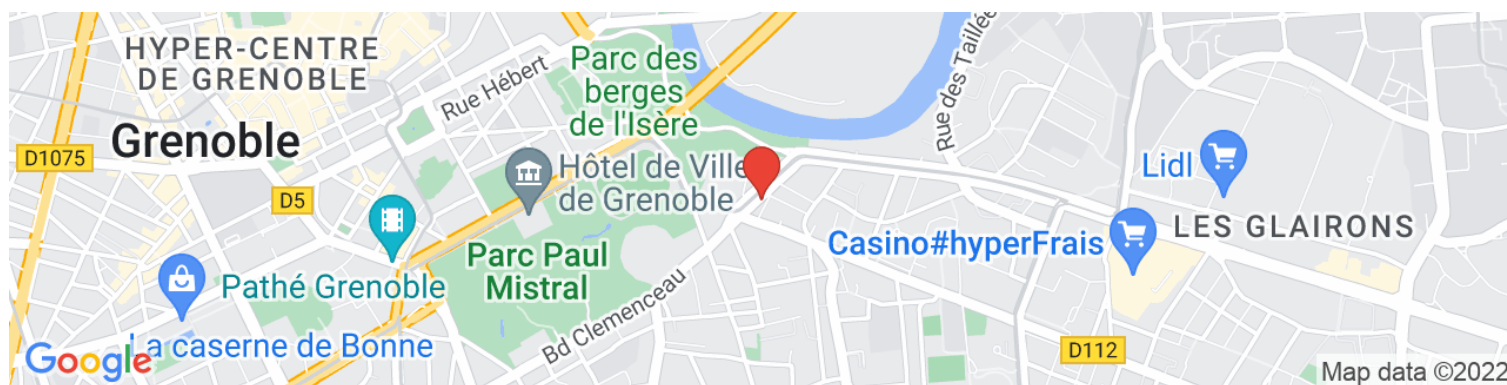 HYPER-CENTRE
DE GRENOBLE
Grenoble
D1075
D5
Rue Hébert
Parc des
berges
de l'Isère
Hôtel de Ville
de Grenoble
Parc Paul
Mistral
Pathé Grenoble
La caserne de Bonne
Bd Clemenceau
Rue des Taillées
Lidl
LES GLAIRONS
Casino#hyperFrais
D112
Google
Map data ©2022